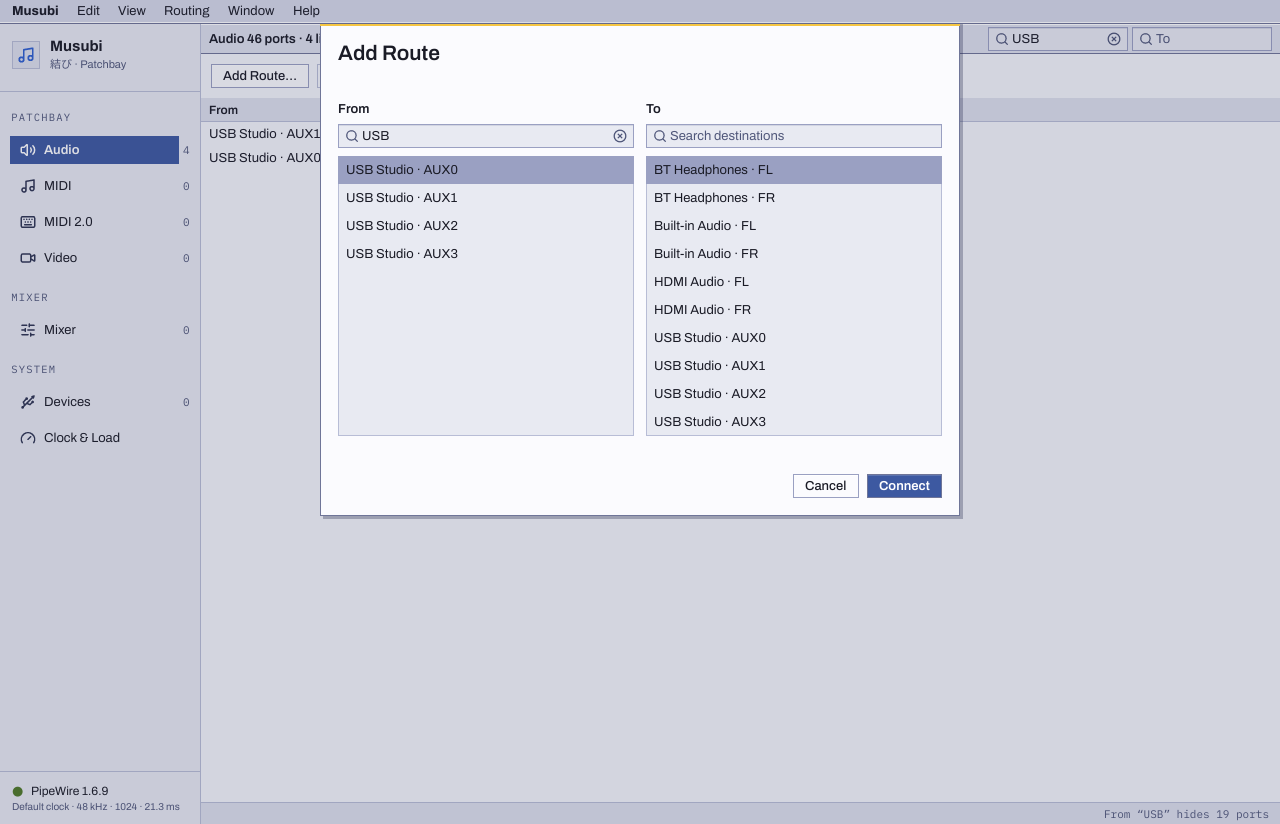 Musubi Edit View Routing Window Help
Musubi
結び · Patchbay
PATCHBAY
Audio 4
MIDI 0
MIDI 2.0 0
Video 0
MIXER
Mixer 0
SYSTEM
Devices 0
Clock & Load
PipeWire 1.6.9
Default clock · 48 kHz · 1024 · 21.3 ms
Audio 46 ports · 4 li
USB
To
Add Route…
From
USB Studio · AUX1
USB Studio · AUX0
Add Route
From
USB
USB Studio · AUX0
USB Studio · AUX1
USB Studio · AUX2
USB Studio · AUX3
To
Search destinations
BT Headphones · FL
BT Headphones · FR
Built-in Audio · FL
Built-in Audio · FR
HDMI Audio · FL
HDMI Audio · FR
USB Studio · AUX0
USB Studio · AUX1
USB Studio · AUX2
USB Studio · AUX3
Cancel
Connect
From “USB” hides 19 ports